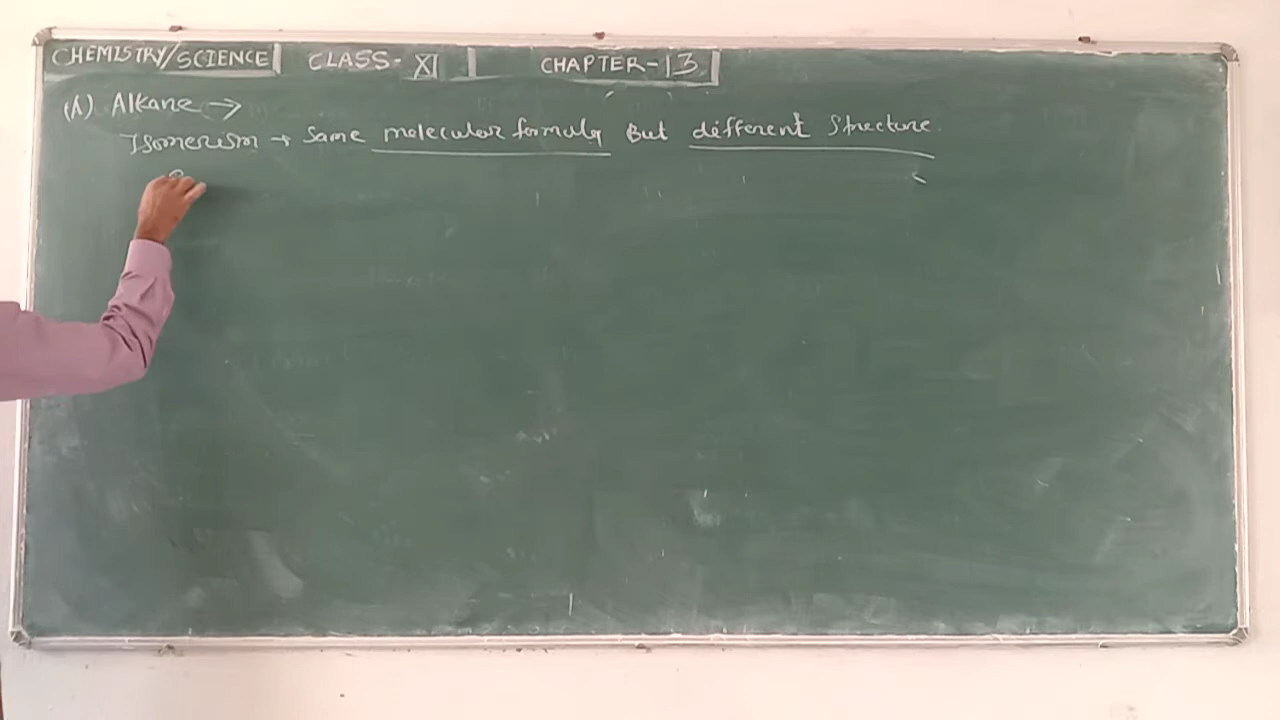 CHEMISTRY/SCIENCE | CLASS- XI | CHAPTER-13
(A) Alkane →
Isomerism → Same molecular formula But different Structure.